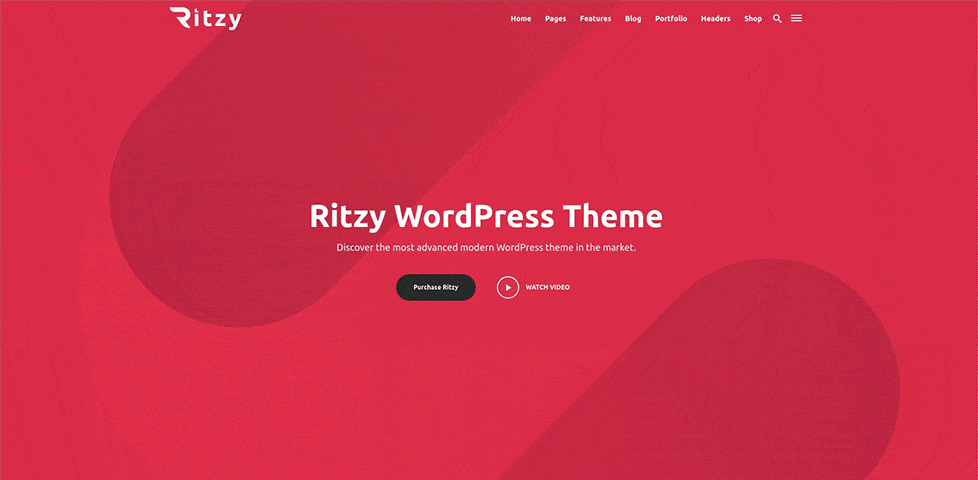 Ritzy
Home Pages Features Blog Portfolio Headers Shop
Ritzy WordPress Theme
Discover the most advanced modern WordPress theme in the market.
Purchase Ritzy WATCH VIDEO